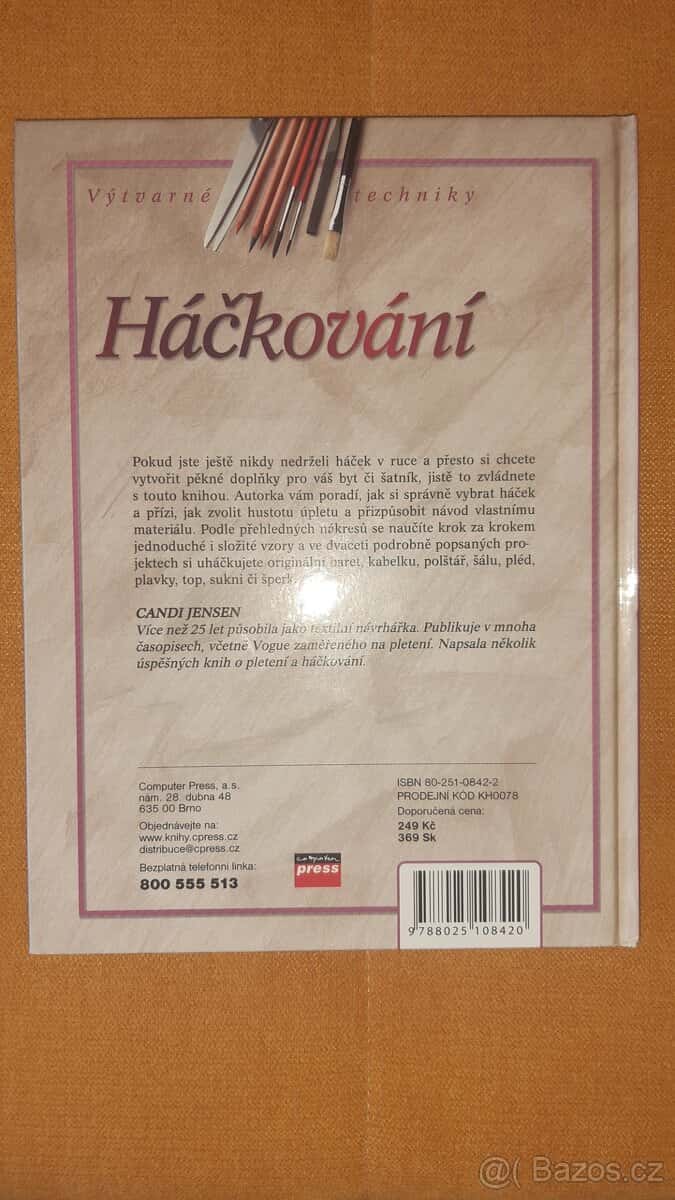 Výtvarné techniky
Háčkování
Pokud jste ještě nikdy nedrželi háček v ruce a přesto si chcete
vytvořit pěkné doplňky pro váš byt či šatník, jistě to zvládnete
s touto knihou. Autorka vám poradí, jak si správně vybrat háček
a přízi, jak zvolit hustotu úpletu a přizpůsobit návod vlastnímu
materiálu. Podle přehledných nákresů se naučíte krok za krokem
jednoduché i složité vzory a ve dvaceti podrobně popsaných pro-
jektech si uháčkujete originální baret, kabelku, polštář, šálu, pléd,
plavky, top, sukni či šperk.
CANDI JENSEN
Více než 25 let působila jako textilní návrhářka. Publikuje v mnoha
časopisech, včetně Vogue zaměřeného na pletení. Napsala několik
úspěšných knih o pletení a háčkování.
Computer Press, a.s.
nám. 28. dubna 48
635 00 Brno
Objednávejte na:
www.knihy.cpress.cz
distribuce@cpress.cz
Bezplatná telefonní linka:
800 555 513
computer
press
ISBN 80-251-0842-2
PRODEJNÍ KÓD KH0078
Doporučená cena:
249 Kč
369 Sk
9 788025 108420
@( Bazos.cz